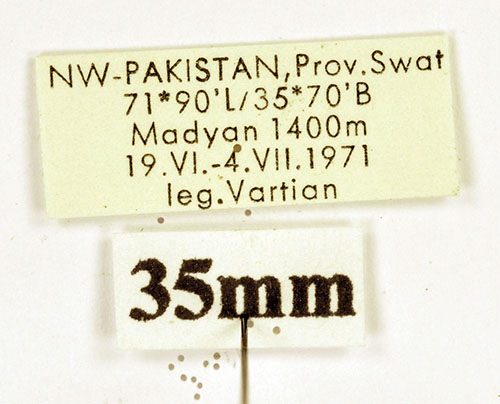 NW-PAKISTAN,Prov.Swat
71*90'L/35*70'B
Madyan 1400m
19.VI.-4.VII.1971
leg.Vartian
35mm